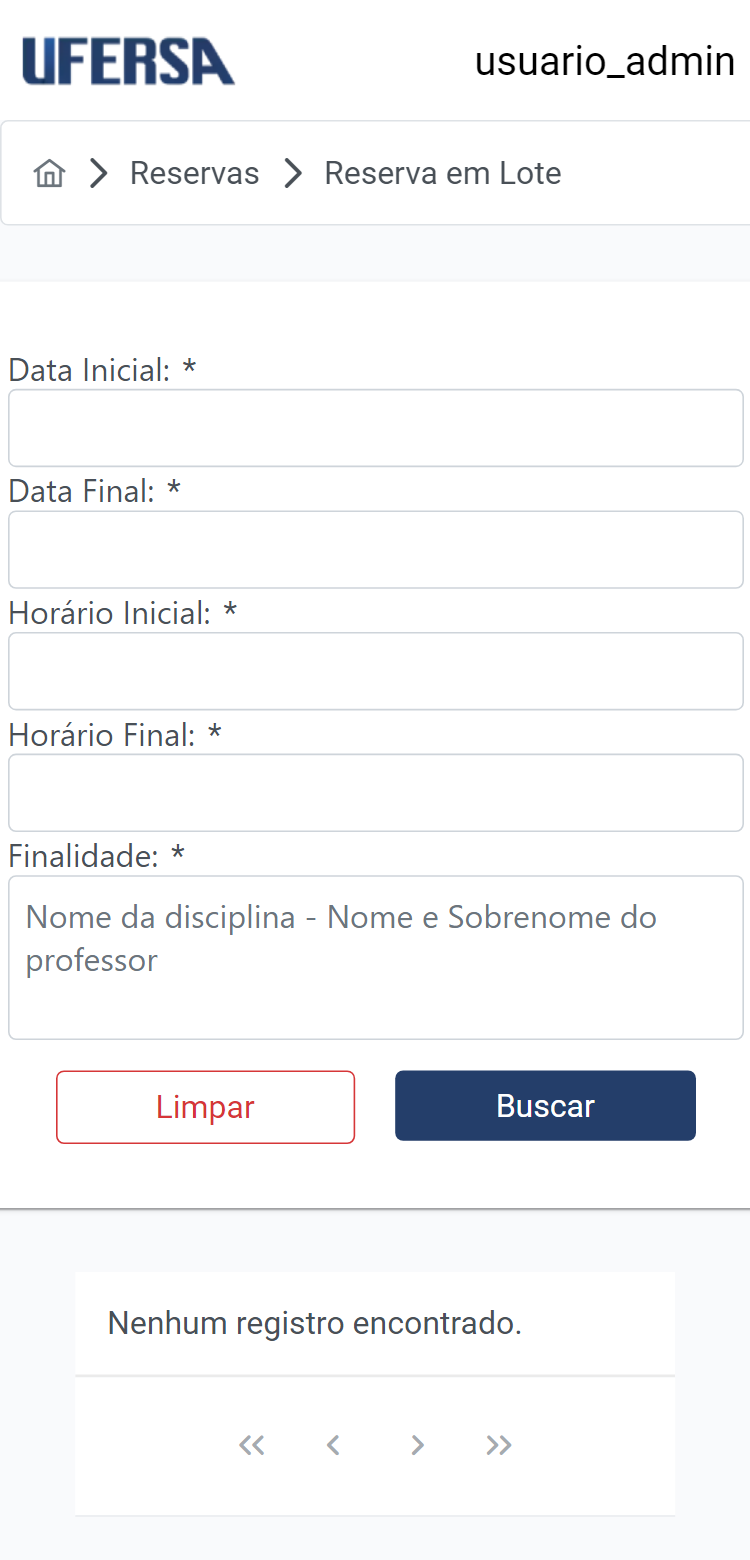 UFERSA
usuario_admin
Reservas
Reserva em Lote
Data Inicial: *
Data Final: *
Horário Inicial: *
Horário Final: *
Finalidade: *
Nome da disciplina - Nome e Sobrenome do
professor
Limpar
Buscar
Nenhum registro encontrado.